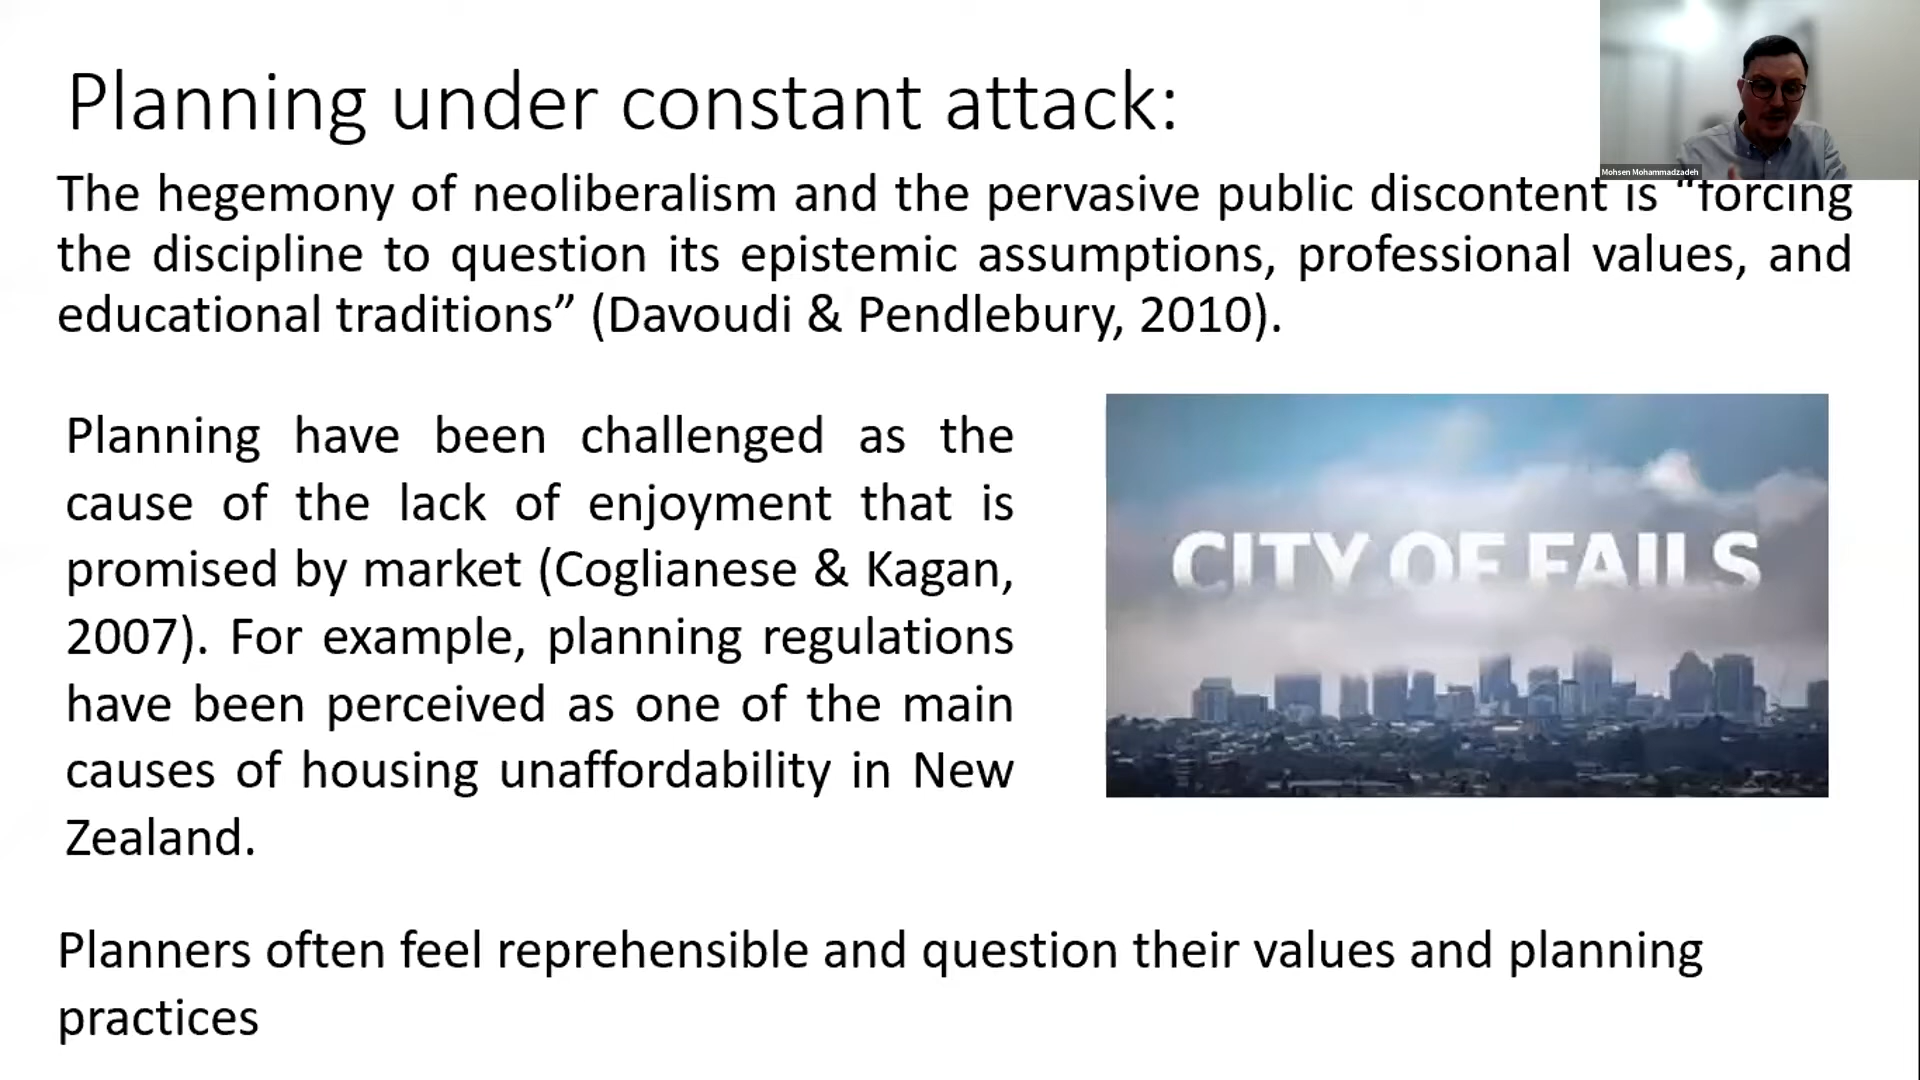 Planning under constant attack:
Mohsen Mohammadzadeh
The hegemony of neoliberalism and the pervasive public discontent is “forcing
the discipline to question its epistemic assumptions, professional values, and
educational traditions” (Davoudi & Pendlebury, 2010).
Planning have been challenged as the
cause of the lack of enjoyment that is
promised by market (Coglianese & Kagan,
2007). For example, planning regulations
have been perceived as one of the main
causes of housing unaffordability in New
Zealand.
CITY OF FAILS
Planners often feel reprehensible and question their values and planning
practices